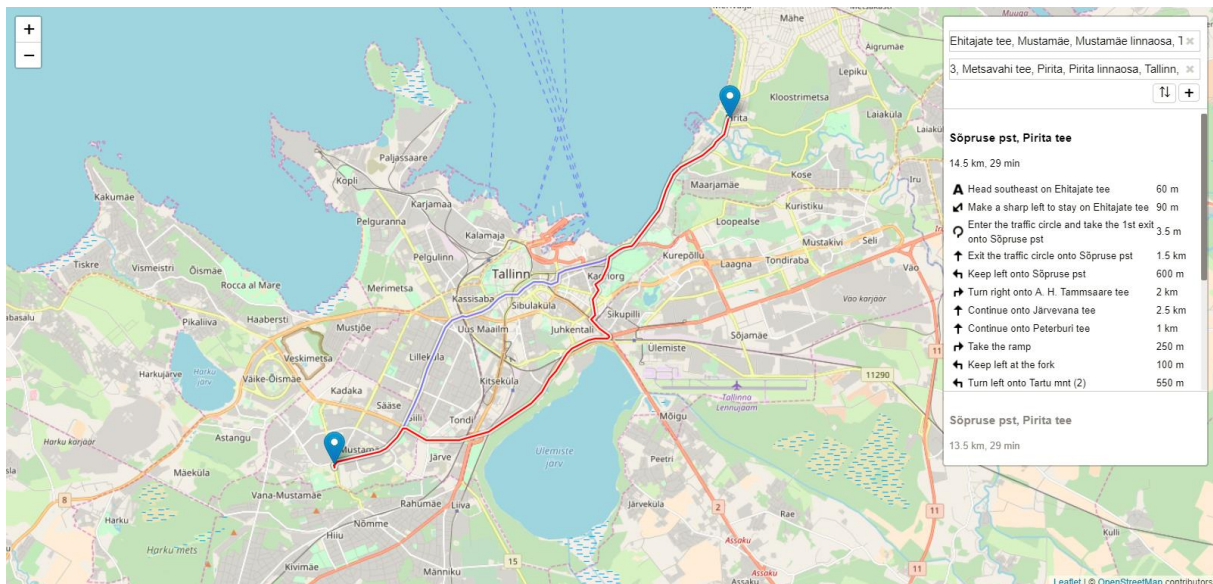 +
−
Ehitajate tee, Mustamäe, Mustamäe linnaosa, T
3, Metsavahi tee, Pirita, Pirita linnaosa, Tallinn,
+
Sõpruse pst, Pirita tee
14.5 km, 29 min
A Head southeast on Ehitajate tee 60 m
Make a sharp left to stay on Ehitajate tee 90 m
Enter the traffic circle and take the 1st exit
onto Sõpruse pst 3.5 m
Exit the traffic circle onto Sõpruse pst 1.5 km
Keep left onto Sõpruse pst 600 m
Turn right onto A. H. Tammsaare tee 2 km
Continue onto Järvevana tee 2.5 km
Continue onto Peterburi tee 1 km
Take the ramp 250 m
Keep left at the fork 100 m
Turn left onto Tartu mnt (2) 550 m
Sõpruse pst, Pirita tee
13.5 km, 29 min
Mähe
Aigrumäe
Lepiku
Kloostrimetsa
Laiaküla
Paljassaare
Kopli
Maarjamäe
Kose
Iru
Kakumäe
Karjamaa
Pelguranna
Kuristiku
Loopealse
Mustakivi
Seli
Kalamaja
Pelgulinn
Kurepõllu
Laagna
Tondiraba
Väo
Tiskre
Vismeistri
Õismäe
Tallinn
Rocca al Mare
Merimetsa
Kassisaba
Sibulaküla
Sikupilli
Väo karjäär
Pikaliiva
Haabersti
Mustjõe
Uus Maailm
Juhkentali
Sõjamäe
Veskimetsa
Lilleküla
Ülemiste
11
Harkujärve
Harku
järv
Väike-Õismäe
Kadaka
Kitseküla
11290
Tallinna
Lennujaam
Sääse
Siili
Tondi
Mõigu
Astangu
Harku karjäär
Mäeküla
Järve
Ülemiste
järv
Peetri
Vana-Mustamäe
Rahumäe
Liiva
Järveküla
8
Harku
Nõmme
2
Rae
11
Hiiu
Assaku
Harku mets
Kivimäe
Männiku
15
Assaku
Kulli
Leaflet | © OpenStreetMap contributors